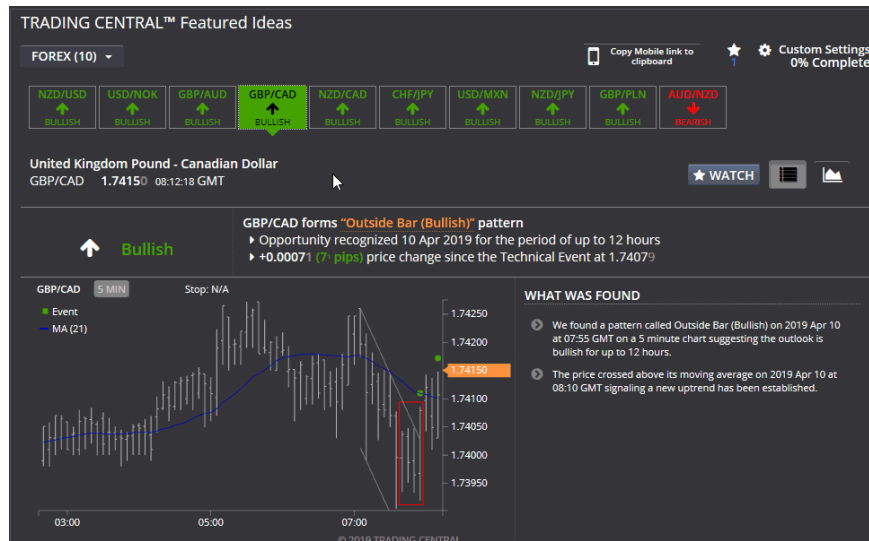 TRADING CENTRAL™ Featured Ideas
FOREX (10)
Copy Mobile link to
clipboard
1
Custom Settings
0% Complete
NZD/USD USD/NOK GBP/AUD GBP/CAD NZD/CAD CHF/JPY USD/MXN NZD/JPY GBP/PLN AUD/NZD
BULLISH BULLISH BULLISH BULLISH BULLISH BULLISH BULLISH BULLISH BULLISH BEARISH
United Kingdom Pound - Canadian Dollar
GBP/CAD 1.74150 08:12:18 GMT
WATCH
Bullish
GBP/CAD forms "Outside Bar (Bullish)" pattern
Opportunity recognized 10 Apr 2019 for the period of up to 12 hours
+0.00071 (7¹ pips) price change since the Technical Event at 1.74079
GBP/CAD 5 MIN Stop: N/A
Event
MA (21)
1.74250
1.74200
1.74150
1.74100
1.74050
1.74000
1.73950
03:00 05:00 07:00
© 2019 TRADING CENTRAL
WHAT WAS FOUND
We found a pattern called Outside Bar (Bullish) on 2019 Apr 10
at 07:55 GMT on a 5 minute chart suggesting the outlook is
bullish for up to 12 hours.
The price crossed above its moving average on 2019 Apr 10 at
08:10 GMT signaling a new uptrend has been established.